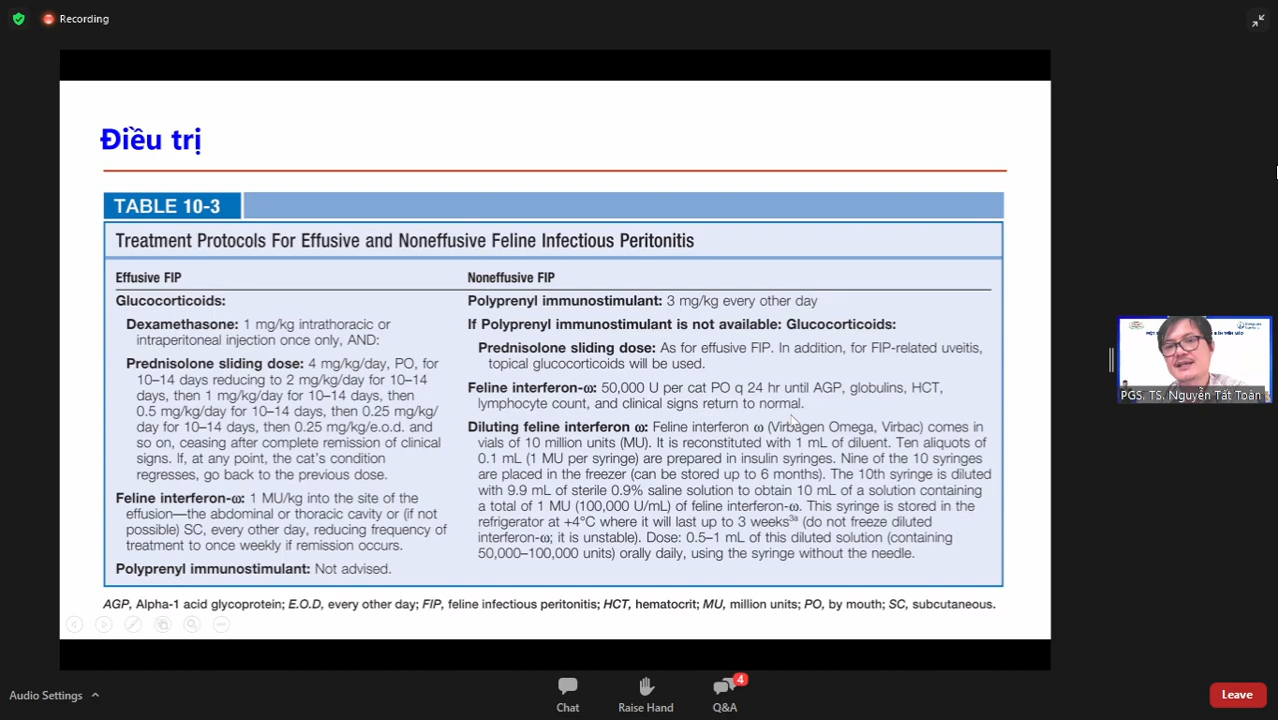 Recording
Điều trị
TABLE 10-3
Treatment Protocols For Effusive and Noneffusive Feline Infectious Peritonitis
Effusive FIP
Glucocorticoids:
Dexamethasone: 1 mg/kg intrathoracic or
intraperitoneal injection once only, AND:
Prednisolone sliding dose: 4 mg/kg/day, PO, for
10–14 days reducing to 2 mg/kg/day for 10–14
days, then 1 mg/kg/day for 10–14 days, then
0.5 mg/kg/day for 10–14 days, then 0.25 mg/kg/
day for 10–14 days, then 0.25 mg/kg/e.o.d. and
so on, ceasing after complete remission of clinical
signs. If, at any point, the cat's condition
regresses, go back to the previous dose.
Feline interferon-ω: 1 MU/kg into the site of the
effusion—the abdominal or thoracic cavity or (if not
possible) SC, every other day, reducing frequency of
treatment to once weekly if remission occurs.
Polyprenyl immunostimulant: Not advised.
Noneffusive FIP
Polyprenyl immunostimulant: 3 mg/kg every other day
If Polyprenyl immunostimulant is not available: Glucocorticoids:
Prednisolone sliding dose: As for effusive FIP. In addition, for FIP-related uveitis,
topical glucocorticoids will be used.
Feline interferon-ω: 50,000 U per cat PO q 24 hr until AGP, globulins, HCT,
lymphocyte count, and clinical signs return to normal.
Diluting feline interferon ω: Feline interferon ω (Virbagen Omega, Virbac) comes in
vials of 10 million units (MU). It is reconstituted with 1 mL of diluent. Ten aliquots of
0.1 mL (1 MU per syringe) are prepared in insulin syringes. Nine of the 10 syringes
are placed in the freezer (can be stored up to 6 months). The 10th syringe is diluted
with 9.9 mL of sterile 0.9% saline solution to obtain 10 mL of a solution containing
a total of 1 MU (100,000 U/mL) of feline interferon-ω. This syringe is stored in the
refrigerator at +4°C where it will last up to 3 weeks³ᵃ (do not freeze diluted
interferon-ω; it is unstable). Dose: 0.5–1 mL of this diluted solution (containing
50,000–100,000 units) orally daily, using the syringe without the needle.
AGP, Alpha-1 acid glycoprotein; E.O.D, every other day; FIP, feline infectious peritonitis; HCT, hematocrit; MU, million units; PO, by mouth; SC, subcutaneous.
PGS. TS. Nguyễn Tất Toàn
Audio Settings
Chat
Raise Hand
4
Q&A
Leave